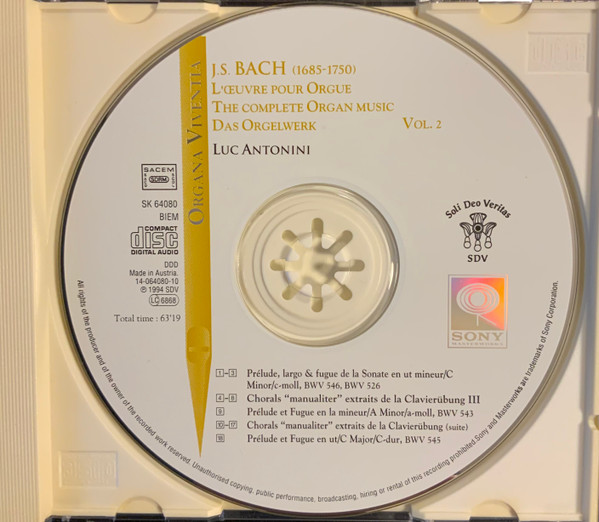 ORGANA VIVENTIA
J.S. BACH (1685-1750)
L'ŒUVRE POUR ORGUE
THE COMPLETE ORGAN MUSIC
DAS ORGELWERK VOL. 2
LUC ANTONINI
SACEM
SDRM
SK 64080
BIEM
COMPACT
disc
DIGITAL AUDIO
DDD
Made in Austria.
14-064080-10
℗ 1994 SDV
LC 6868
Total time : 63'19
Soli Deo Veritas
SDV
SONY
MASTERWORKS
1-3 Prélude, largo & fugue de la Sonate en ut mineur/C
Minor/c-moll, BWV 546, BWV 526
4-8 Chorals "manualiter" extraits de la Clavierübung III
9 Prélude et Fugue en la mineur/A Minor/a-moll, BWV 543
10-17 Chorals "manualiter" extraits de la Clavierübung (suite)
18 Prélude et Fugue en ut/C Major/C-dur, BWV 545
All rights of the producer and of the owner of the recorded work reserved. Unauthorised copying, public performance, broadcasting, hiring or rental of this recording prohibited. Sony and Masterworks are trademarks of Sony Corporation.